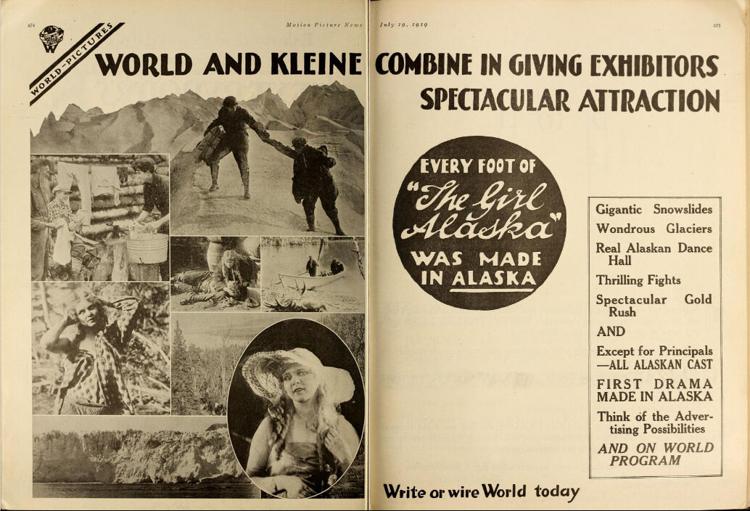 Motion Picture News
WORLD-PICTURES
WORLD AND KLEINE
July 19, 1919
COMBINE IN GIVING EXHIBITORS
SPECTACULAR ATTRACTION
EVERY FOOT OF
"The Girl
Alaska"
WAS MADE
IN ALASKA
Gigantic Snowslides
Wondrous Glaciers
Real Alaskan Dance
Hall
Thrilling Fights
Spectacular Gold
Rush
AND
Except for Principals
—ALL ALASKAN CAST
FIRST DRAMA
MADE IN ALASKA
Think of the Adver-
tising Possibilities
AND ON WORLD
PROGRAM
Write or wire World today